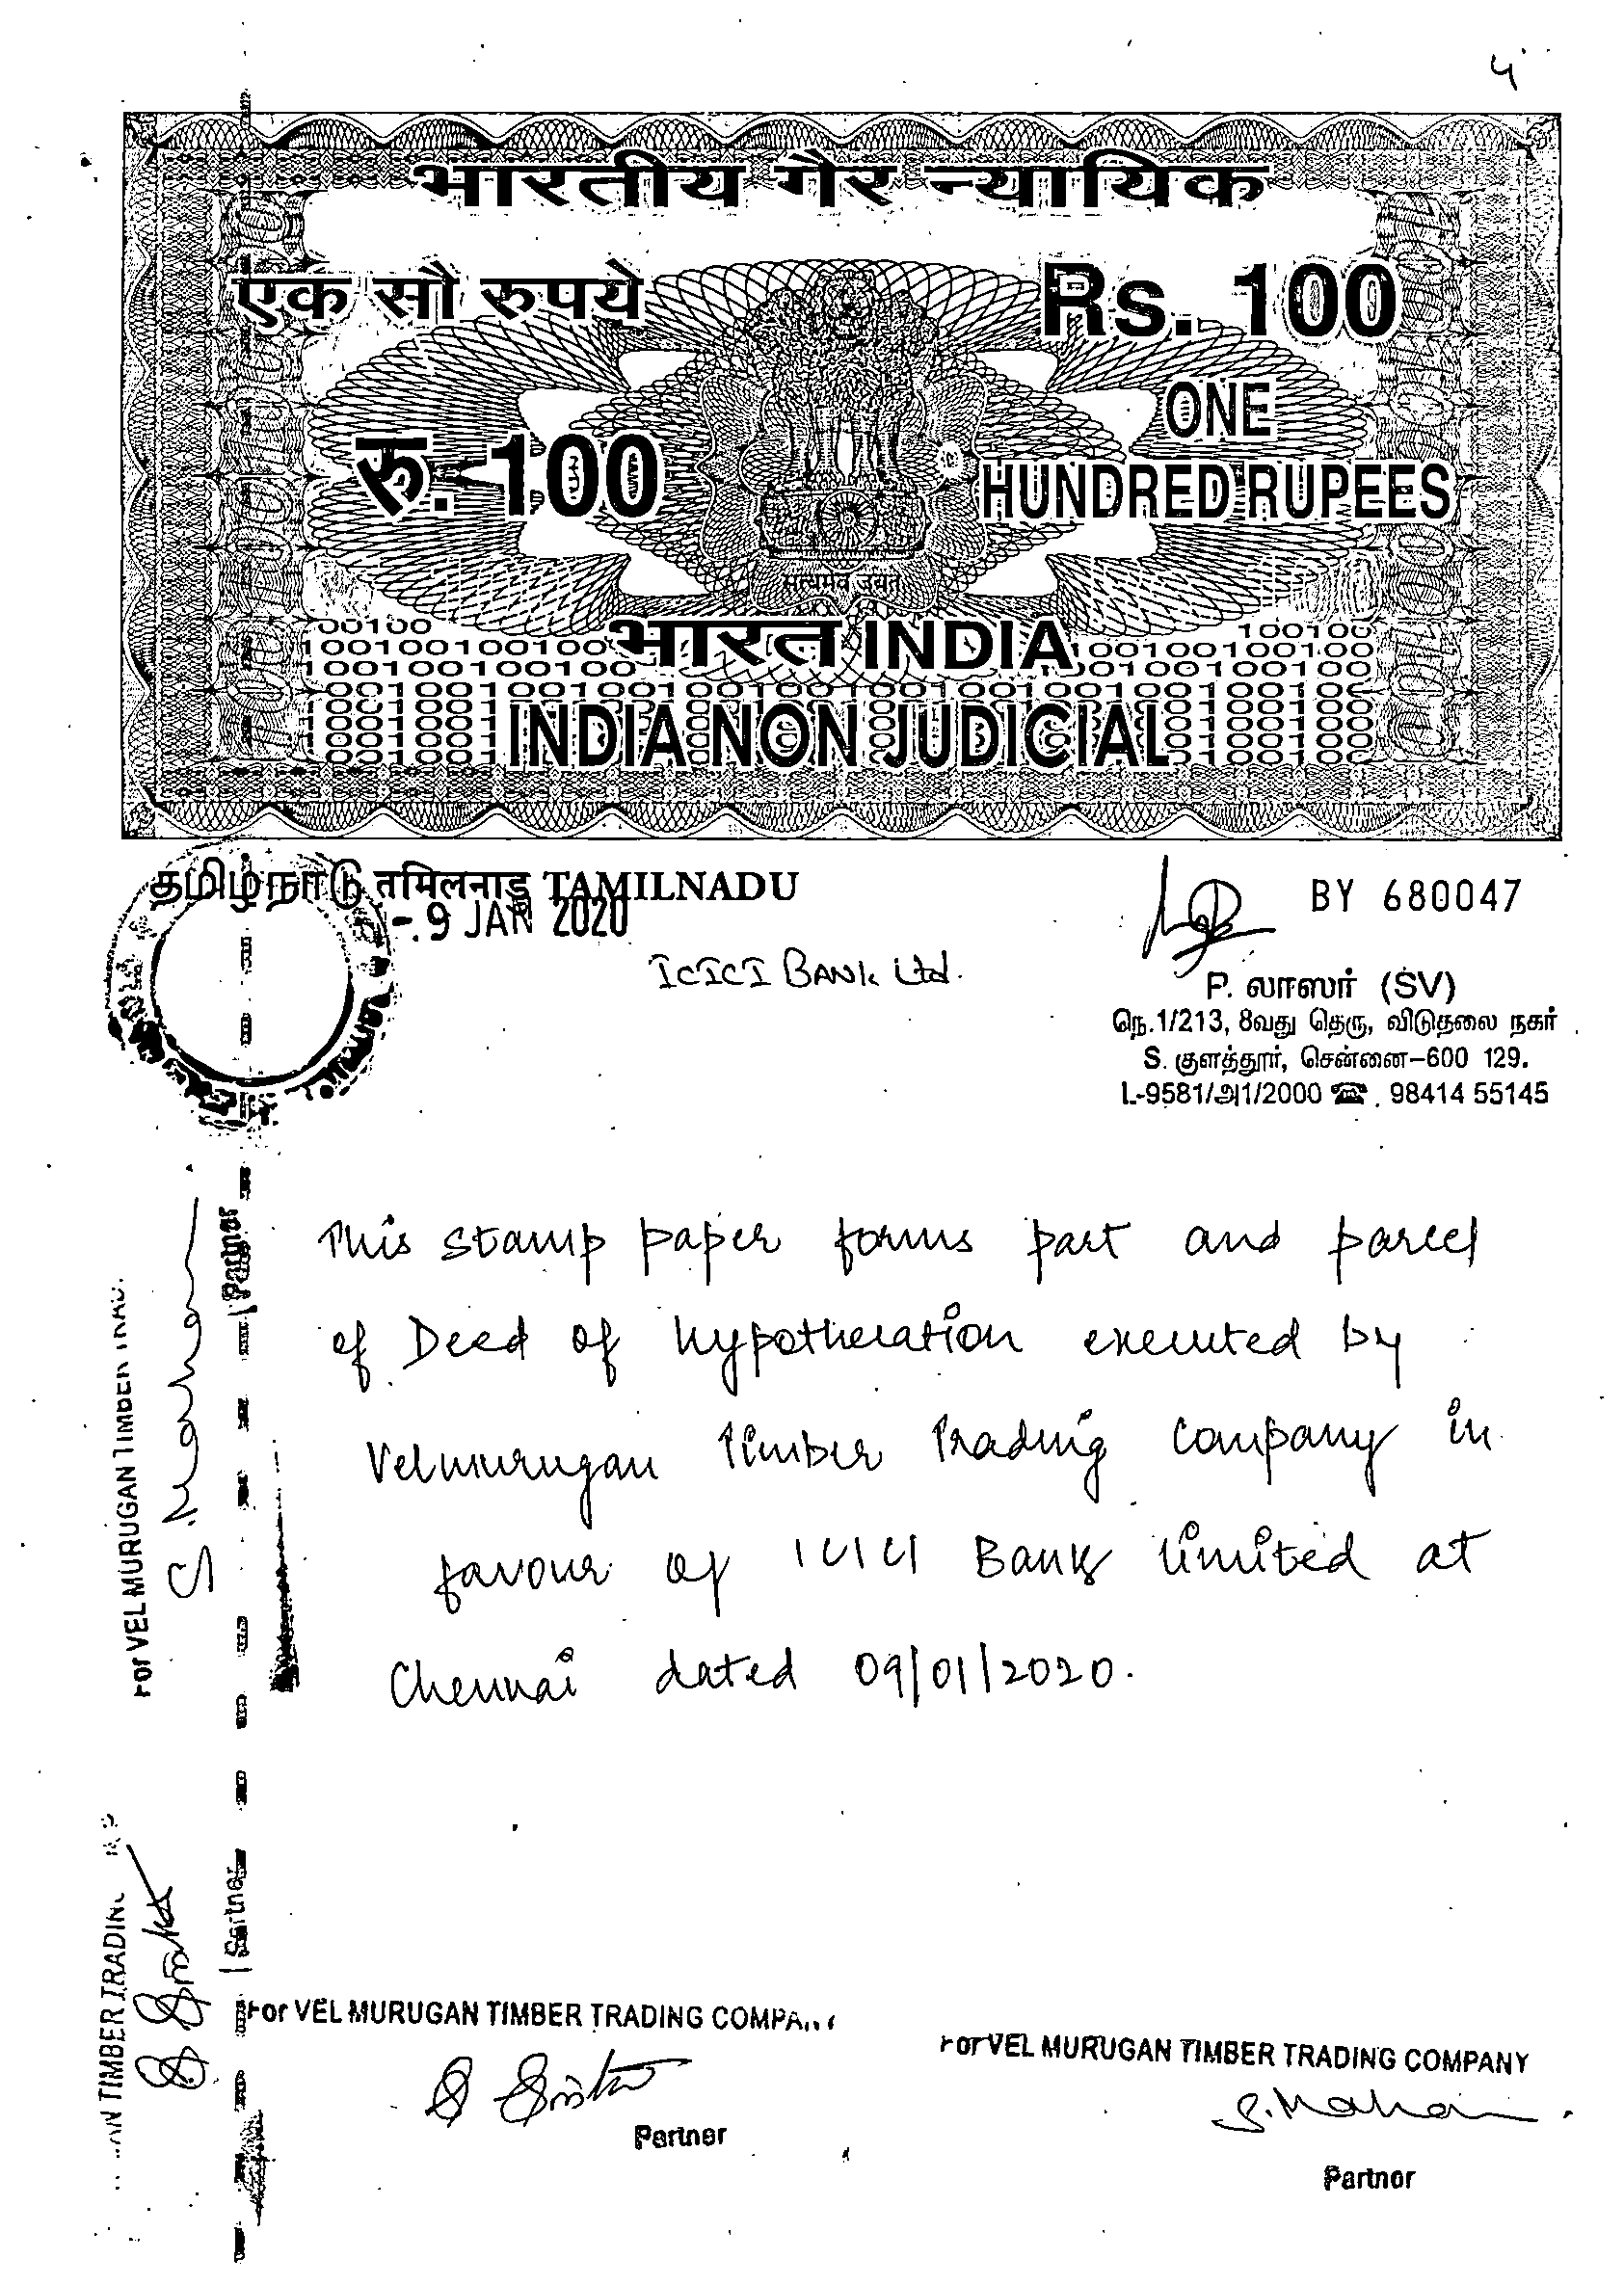 4
भारतीय गैर न्यायिक
एक सौ रुपये
Rs. 100
रु. 100
ONE
HUNDRED RUPEES
सत्यमेव जयते
भारत INDIA
INDIA NON JUDICIAL
தமிழ்நாடு तमिलनाडु TAMILNADU
BY 680047
-9 JAN 2020
ICICI BANK Ltd.
P. லாஸர் (SV)
நெ.1/213, 8வது தெரு, விடுதலை நகர்
S. குளத்தூர், சென்னை-600 129.
L-9581/அ1/2000 ☎ 98414 55145
This stamp paper forms part and parcel
of Deed of hypothecation executed by
Velmurugan Timber Trading Company in
favour of ICICI Bank limited at
Chennai dated 09/01/2020.
For VEL MURUGAN TIMBER
Partner
TIMBER TRADING
Partner
For VEL MURUGAN TIMBER TRADING COMPANY
Partner
For VEL MURUGAN TIMBER TRADING COMPANY
S. Mohan
Partner